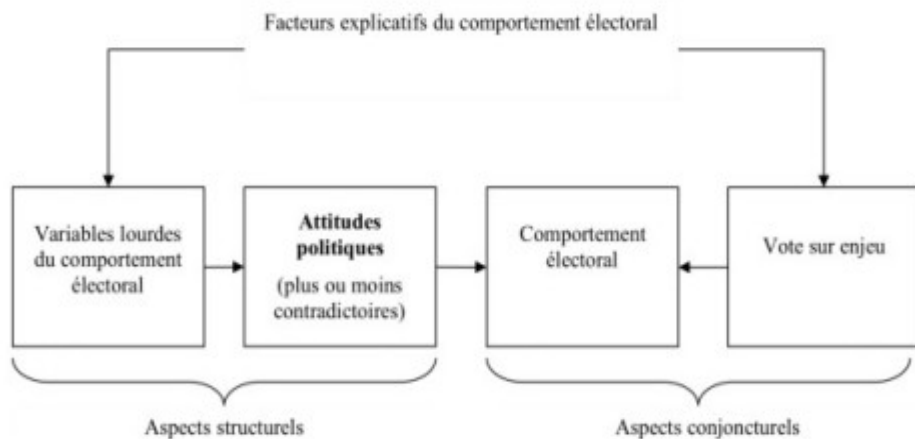 Facteurs explicatifs du comportement électoral
Variables lourdes
du comportement
électoral
Attitudes
politiques
(plus ou moins
contradictoires)
Comportement
électoral
Vote sur enjeu
Aspects structurels
Aspects conjoncturels